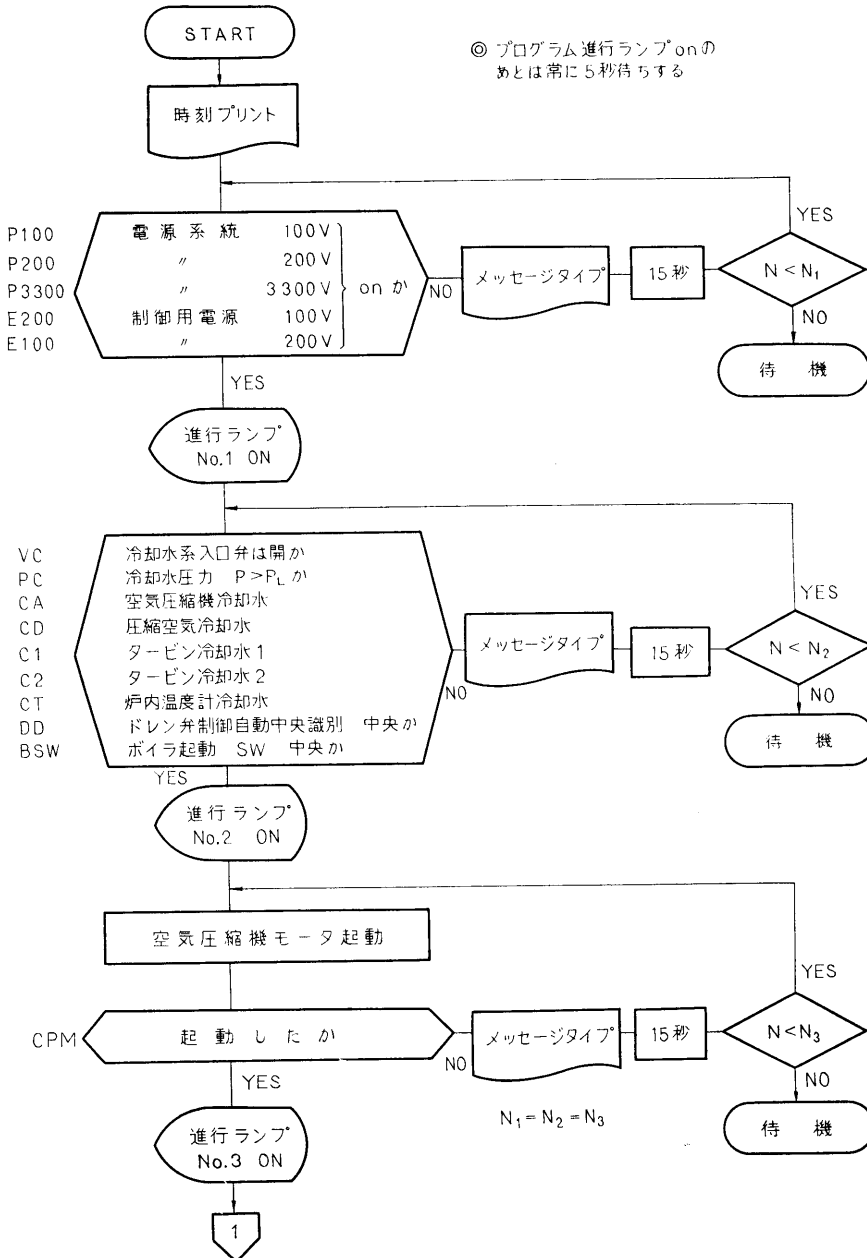 START
◎ プログラム進行ランプonの
あとは常に5秒待ちする
時刻プリント
YES
P100 電源系統 100V
P200 〃 200V
P3300 〃 3300V
E200 制御用電源 100V
E100 〃 200V
onか
NO
メッセージタイプ
15秒
N<N₁
NO
待機
YES
進行ランプ
No.1 ON
VC 冷却水系入口弁は開か
PC 冷却水圧力 P>P_Lか
CA 空気圧縮機冷却水
CD 圧縮空気冷却水
C1 タービン冷却水1
C2 タービン冷却水2
CT 炉内温度計冷却水
DD ドレン弁制御自動中央識別 中央か
BSW ボイラ起動 SW 中央か
NO
メッセージタイプ
15秒
N<N₂
YES
NO
待機
YES
進行ランプ
No.2 ON
空気圧縮機モータ起動
YES
CPM 起動したか
NO
メッセージタイプ
15秒
N<N₃
NO
待機
YES
N₁=N₂=N₃
進行ランプ
No.3 ON
1